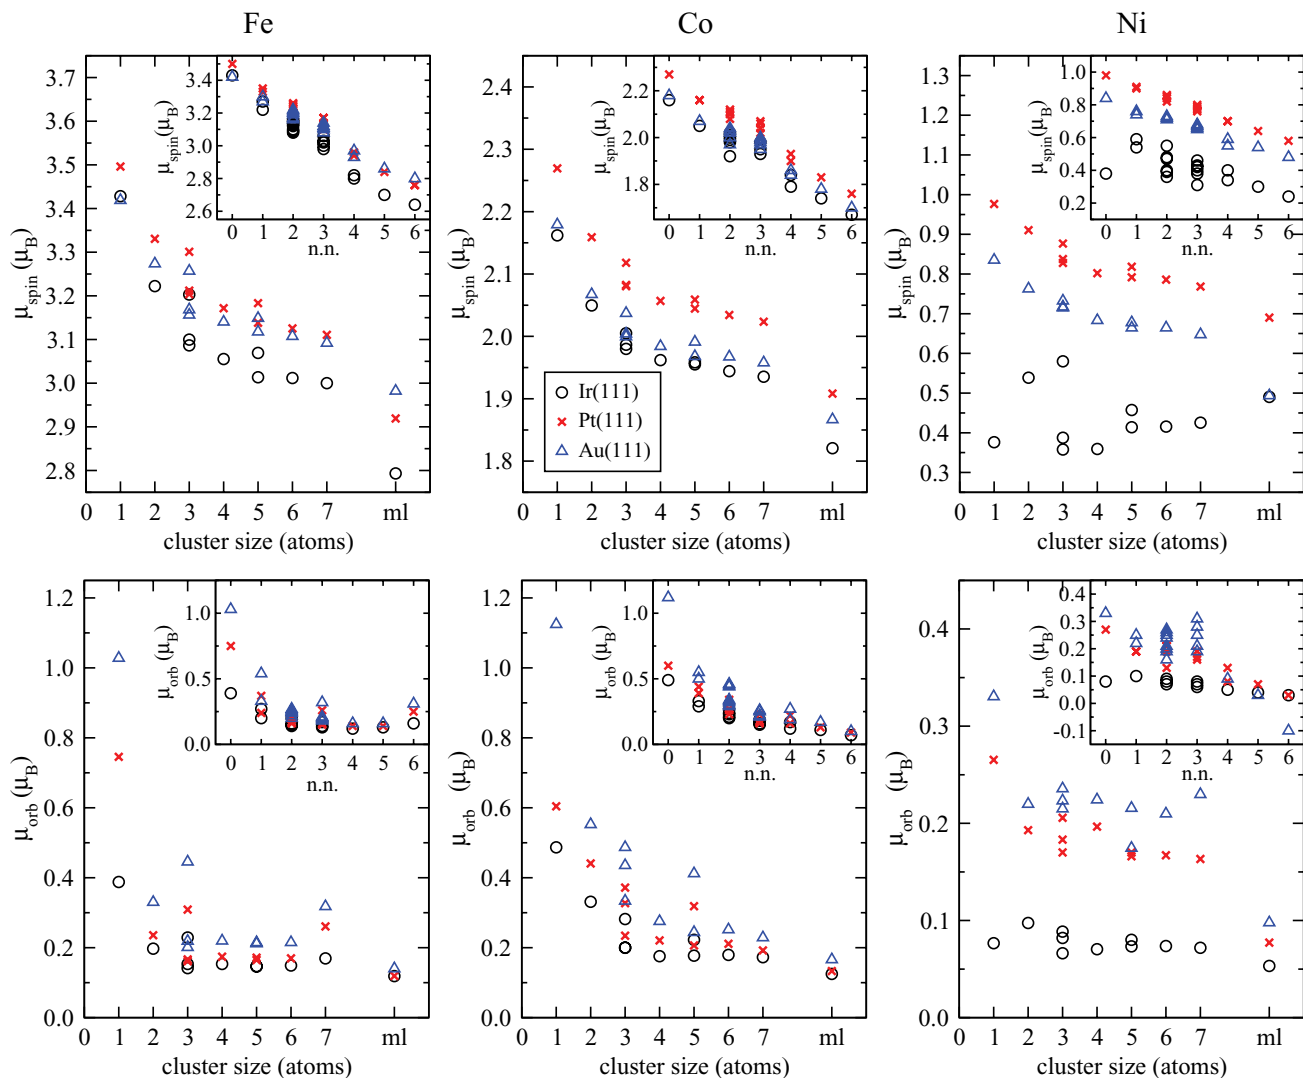 Fe
Co
Ni
μspin (μB)
3.7
3.6
3.5
3.4
3.3
3.2
3.1
3.0
2.9
2.8
0 1 2 3 4 5 6 7 ml
cluster size (atoms)
μspin(μB)
3.4
3.2
3.0
2.8
2.6
0 1 2 3 4 5 6
n.n.
μspin (μB)
2.4
2.3
2.2
2.1
2.0
1.9
1.8
0 1 2 3 4 5 6 7 ml
cluster size (atoms)
μspin(μB)
2.2
2.0
1.8
0 1 2 3 4 5 6
n.n.
Ir(111)
Pt(111)
Au(111)
μspin (μB)
1.3
1.2
1.1
1.0
0.9
0.8
0.7
0.6
0.5
0.4
0.3
0 1 2 3 4 5 6 7 ml
cluster size (atoms)
μspin(μB)
1.0
0.8
0.6
0.4
0.2
0 1 2 3 4 5 6
n.n.
μorb (μB)
1.2
1.0
0.8
0.6
0.4
0.2
0.0
0 1 2 3 4 5 6 7 ml
cluster size (atoms)
μorb(μB)
1.0
0.5
0.0
0 1 2 3 4 5 6
n.n.
μorb (μB)
1.2
1.0
0.8
0.6
0.4
0.2
0.0
0 1 2 3 4 5 6 7 ml
cluster size (atoms)
μorb(μB)
1.0
0.5
0.0
0 1 2 3 4 5 6
n.n.
μorb (μB)
0.4
0.3
0.2
0.1
0.0
0 1 2 3 4 5 6 7 ml
cluster size (atoms)
μorb(μB)
0.4
0.3
0.2
0.1
0.0
-0.1
0 1 2 3 4 5 6
n.n.